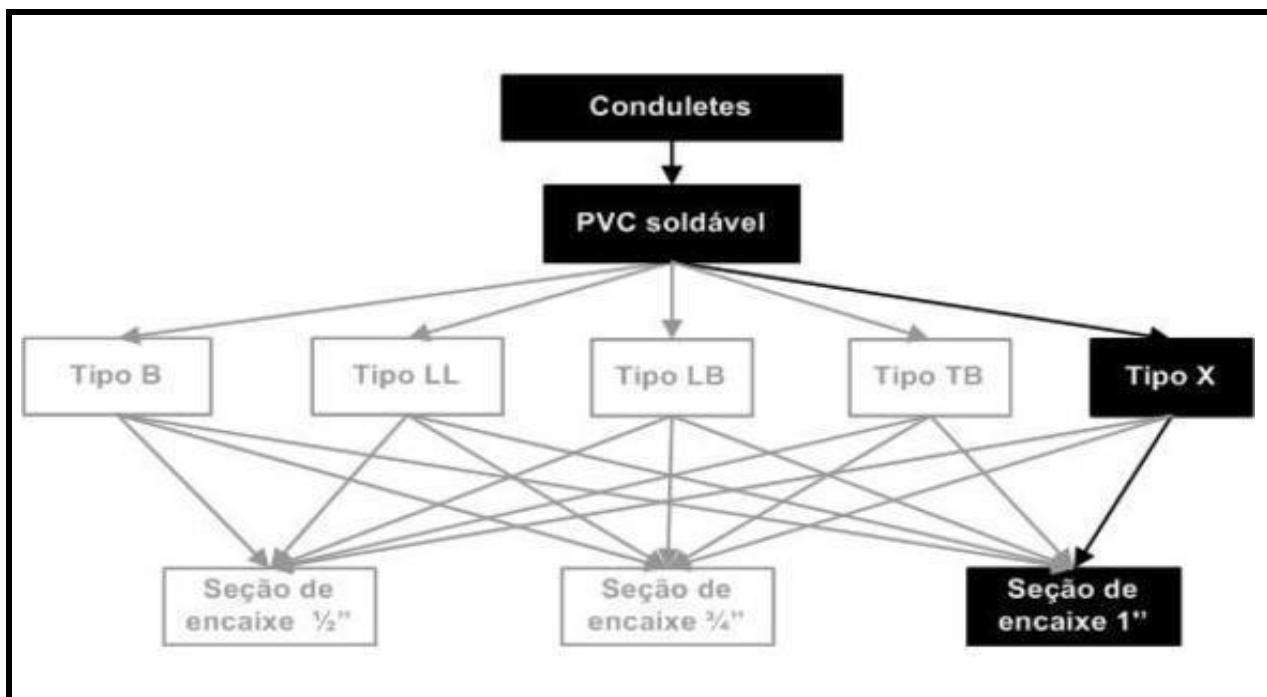 Conduletes
PVC soldável
Tipo B
Tipo LL
Tipo LB
Tipo TB
Tipo X
Seção de
encaixe ½”
Seção de
encaixe ¾”
Seção de
encaixe 1”